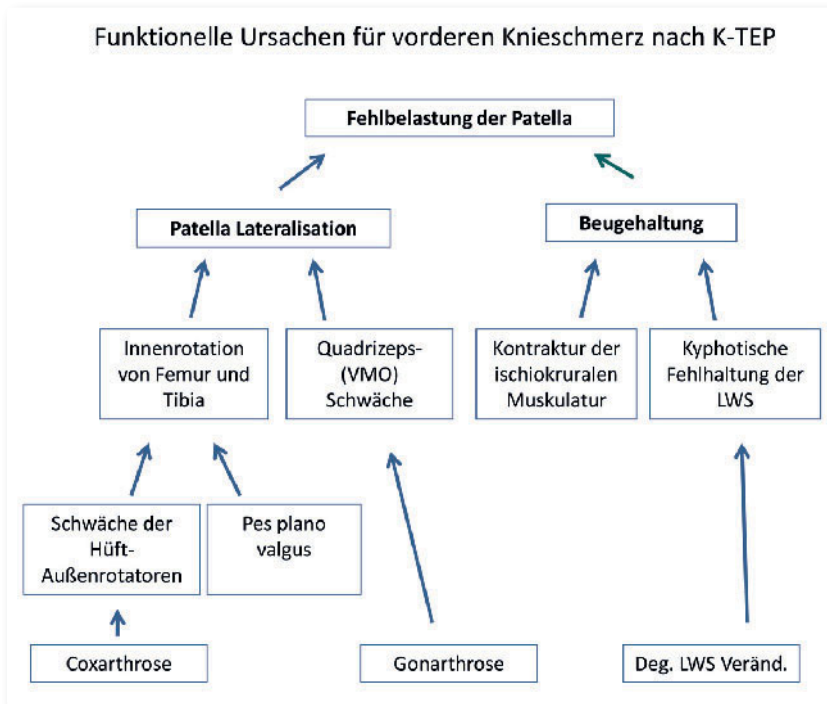 Funktionelle Ursachen für vorderen Knieschmerz nach K-TEP
Fehlbelastung der Patella
Patella Lateralisation
Beugehaltung
Innenrotation
von Femur und
Tibia
Quadrizeps-
(VMO)
Schwäche
Kontraktur der
ischiokruralen
Muskulatur
Kyphotische
Fehlhaltung der
LWS
Schwäche der
Hüft-
Außenrotatoren
Pes plano
valgus
Coxarthrose
Gonarthrose
Deg. LWS Veränd.